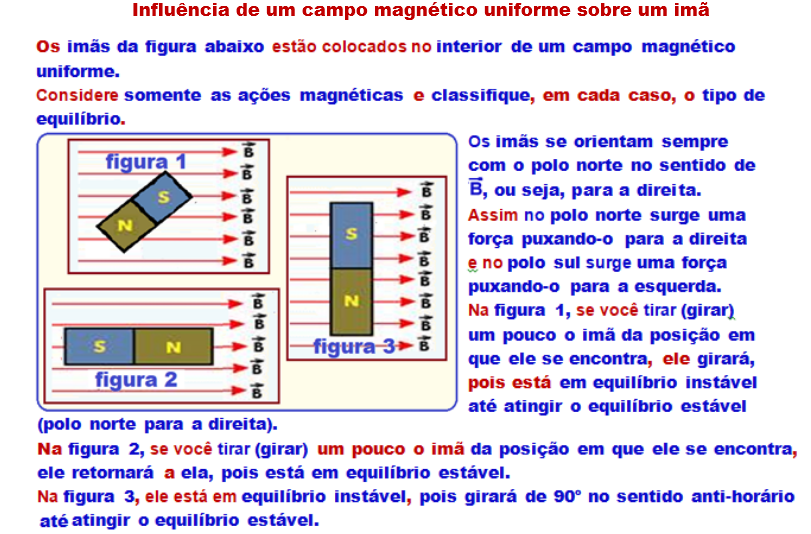 Influência de um campo magnético uniforme sobre um imã
Os imãs da figura abaixo estão colocados no interior de um campo magnético
uniforme.
Considere somente as ações magnéticas e classifique, em cada caso, o tipo de
equilíbrio.
figura 1
B
B
B
B
B
B
S
N
figura 2
B
B
B
B
B
S
N
figura 3
B
B
B
B
B
B
B
B
S
N
Os imãs se orientam sempre
com o polo norte no sentido de
B, ou seja, para a direita.
Assim no polo norte surge uma
força puxando-o para a direita
e no polo sul surge uma força
puxando-o para a esquerda.
Na figura 1, se você tirar (girar)
um pouco o imã da posição em
que ele se encontra, ele girará,
pois está em equilíbrio instável
até atingir o equilíbrio estável
(polo norte para a direita).
Na figura 2, se você tirar (girar) um pouco o imã da posição em que ele se encontra,
ele retornará a ela, pois está em equilíbrio estável.
Na figura 3, ele está em equilíbrio instável, pois girará de 90° no sentido anti-horário
até atingir o equilíbrio estável.